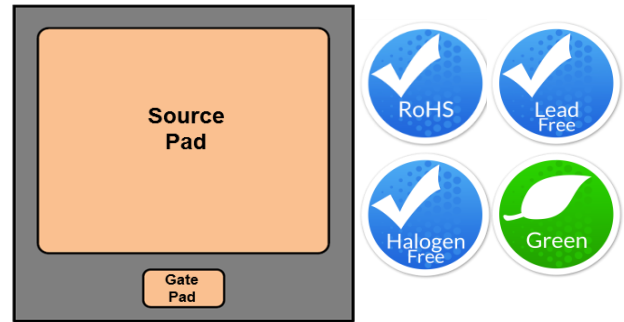 Source
Pad
Gate
Pad
RoHS
Lead
Free
Halogen
Free
Green